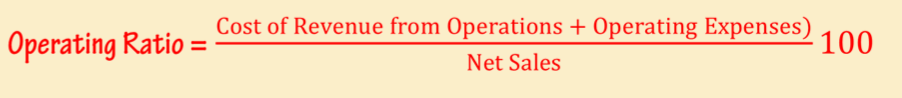 Operating Ratio = Cost of Revenue from Operations + Operating Expenses) 100
Net Sales